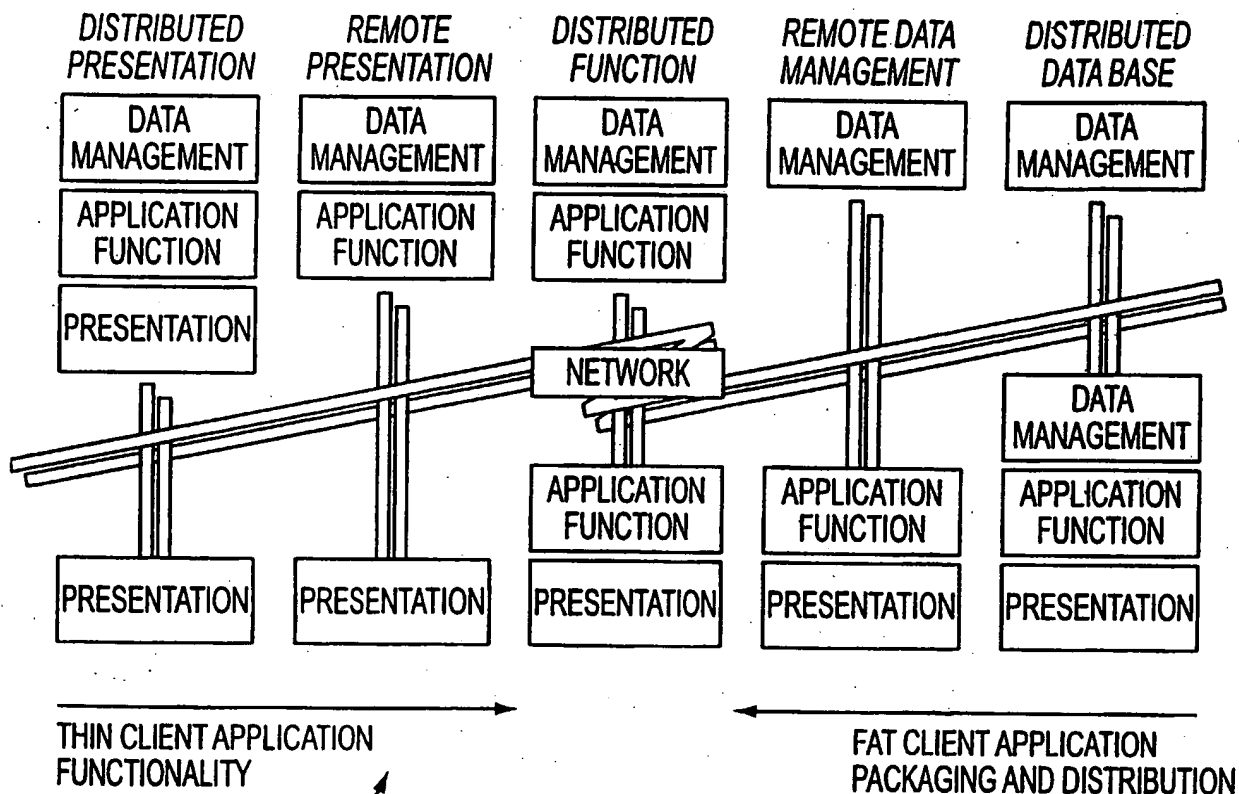 DISTRIBUTED
PRESENTATION
DATA
MANAGEMENT
APPLICATION
FUNCTION
PRESENTATION
PRESENTATION
REMOTE
PRESENTATION
DATA
MANAGEMENT
APPLICATION
FUNCTION
PRESENTATION
DISTRIBUTED
FUNCTION
DATA
MANAGEMENT
APPLICATION
FUNCTION
NETWORK
APPLICATION
FUNCTION
PRESENTATION
REMOTE DATA
MANAGEMENT
DATA
MANAGEMENT
APPLICATION
FUNCTION
PRESENTATION
DISTRIBUTED
DATA BASE
DATA
MANAGEMENT
DATA
MANAGEMENT
APPLICATION
FUNCTION
PRESENTATION
THIN CLIENT APPLICATION
FUNCTIONALITY
FAT CLIENT APPLICATION
PACKAGING AND DISTRIBUTION